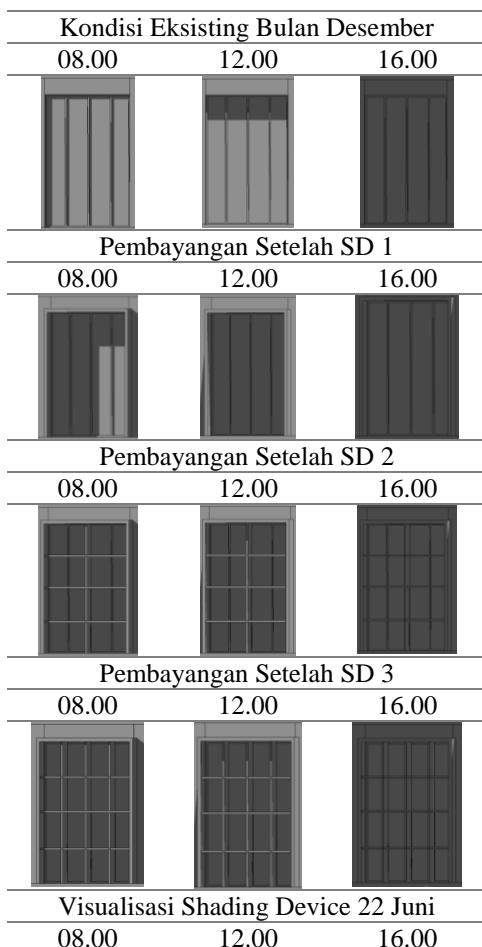 Kondisi Eksisting Bulan Desember
08.00 12.00 16.00
Pembayangan Setelah SD 1
08.00 12.00 16.00
Pembayangan Setelah SD 2
08.00 12.00 16.00
Pembayangan Setelah SD 3
08.00 12.00 16.00
Visualisasi Shading Device 22 Juni
08.00 12.00 16.00